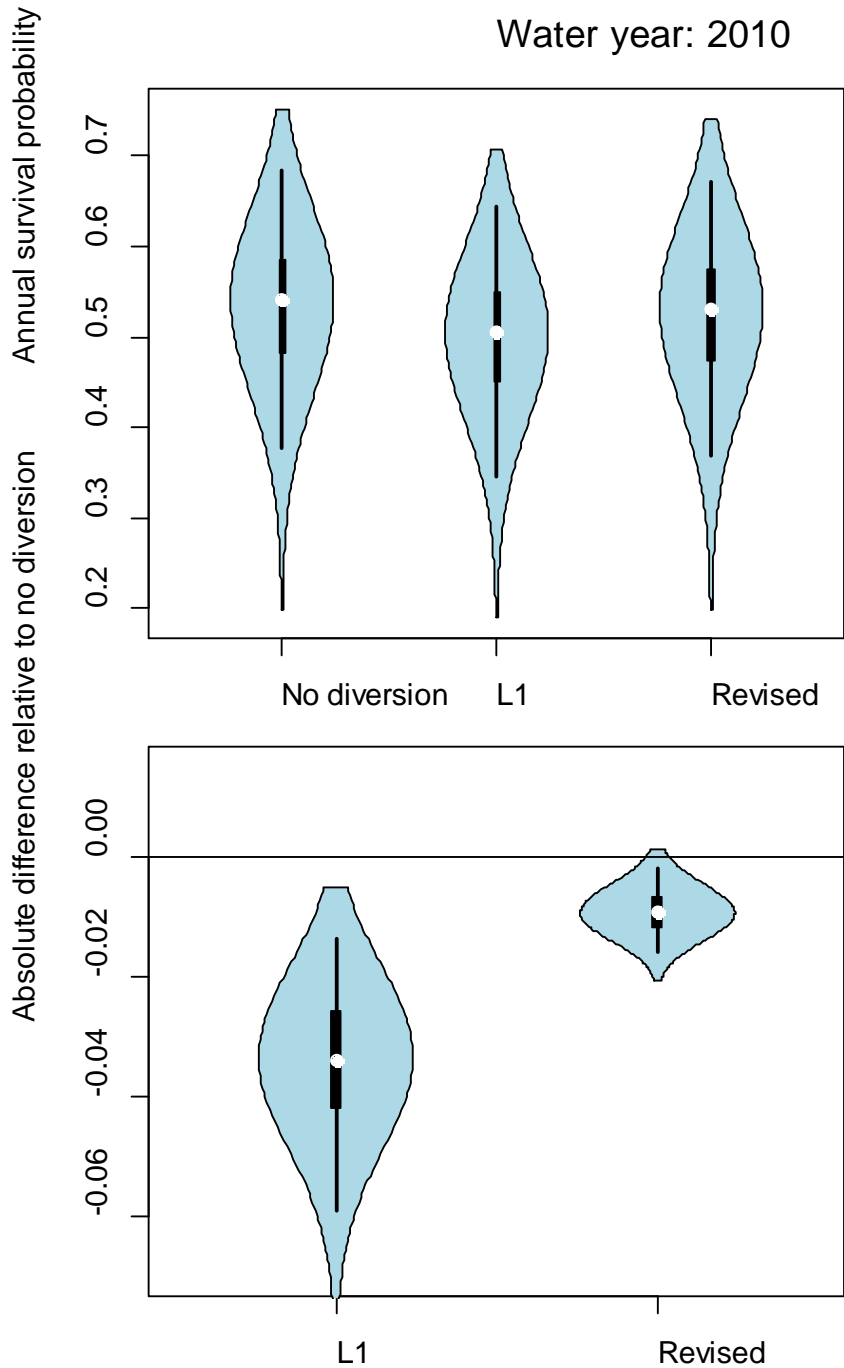 Water year: 2010
Annual survival probability
0.7
0.6
0.5
0.4
0.3
0.2
No diversion L1 Revised
Absolute difference relative to no diversion
0.00
-0.02
-0.04
-0.06
L1 Revised